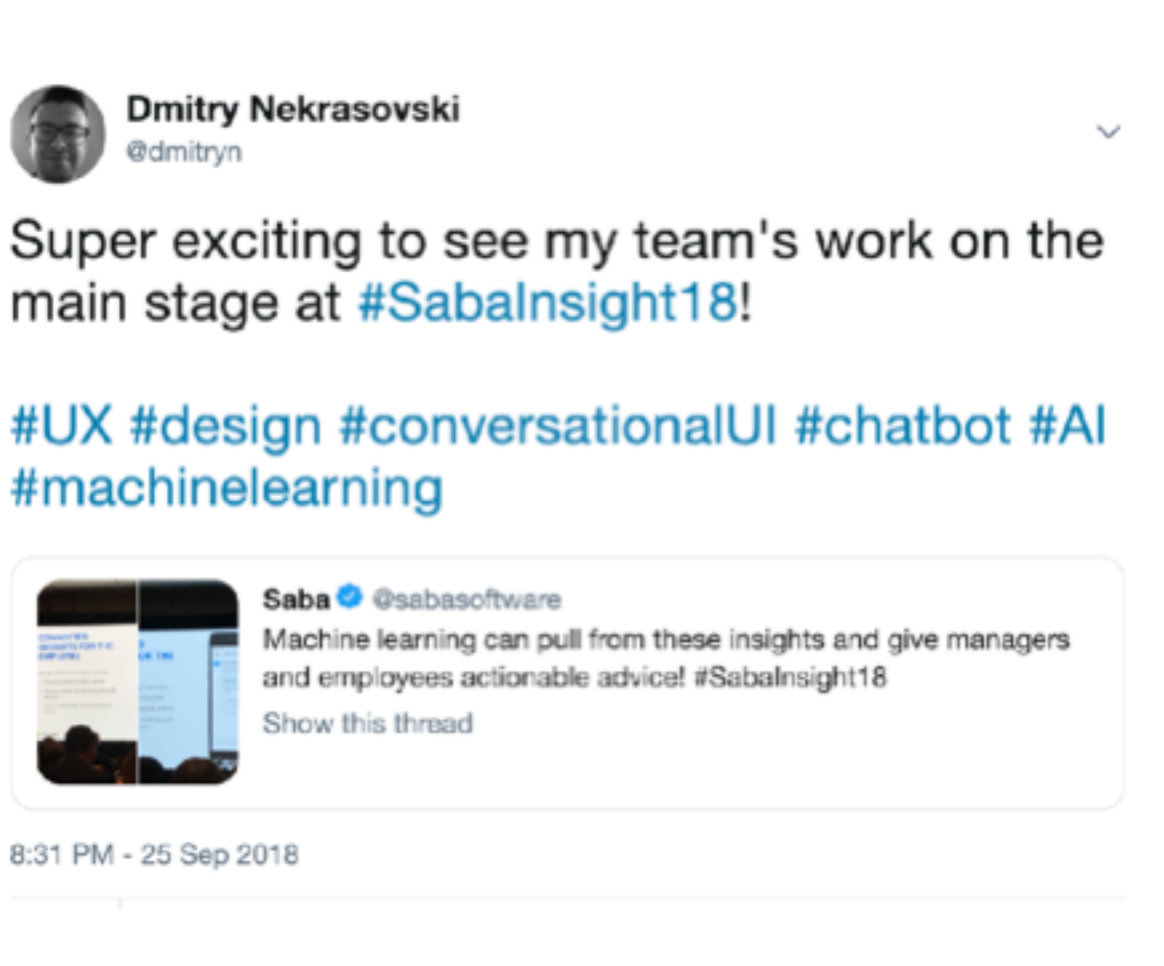 Dmitry Nekrasovski
@dmitryn
Super exciting to see my team's work on the
main stage at #SabaInsight18!
#UX #design #conversationalUI #chatbot #AI
#machinelearning
Saba @sabasoftware
Machine learning can pull from these insights and give managers
and employees actionable advice! #SabaInsight18
Show this thread
8:31 PM - 25 Sep 2018